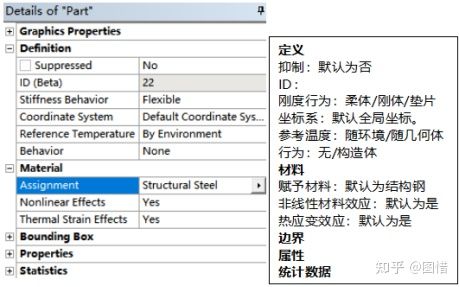 Details of "Part"
Graphics Properties
Definition
Suppressed No
ID (Beta) 22
Stiffness Behavior Flexible
Coordinate System Default Coordinate Sys...
Reference Temperature By Environment
Behavior None
Material
Assignment Structural Steel
Nonlinear Effects Yes
Thermal Strain Effects Yes
Bounding Box
Properties
Statistics
定义
抑制：默认为否
ID：
刚度行为：柔体/刚体/垫片
坐标系：默认全局坐标。
参考温度：随环境/随几何体
行为：无/构造体
材料
赋予材料：默认为结构钢
非线性材料效应：默认为是
热应变效应：默认为是
边界
属性
统计数据
知乎 @图惜